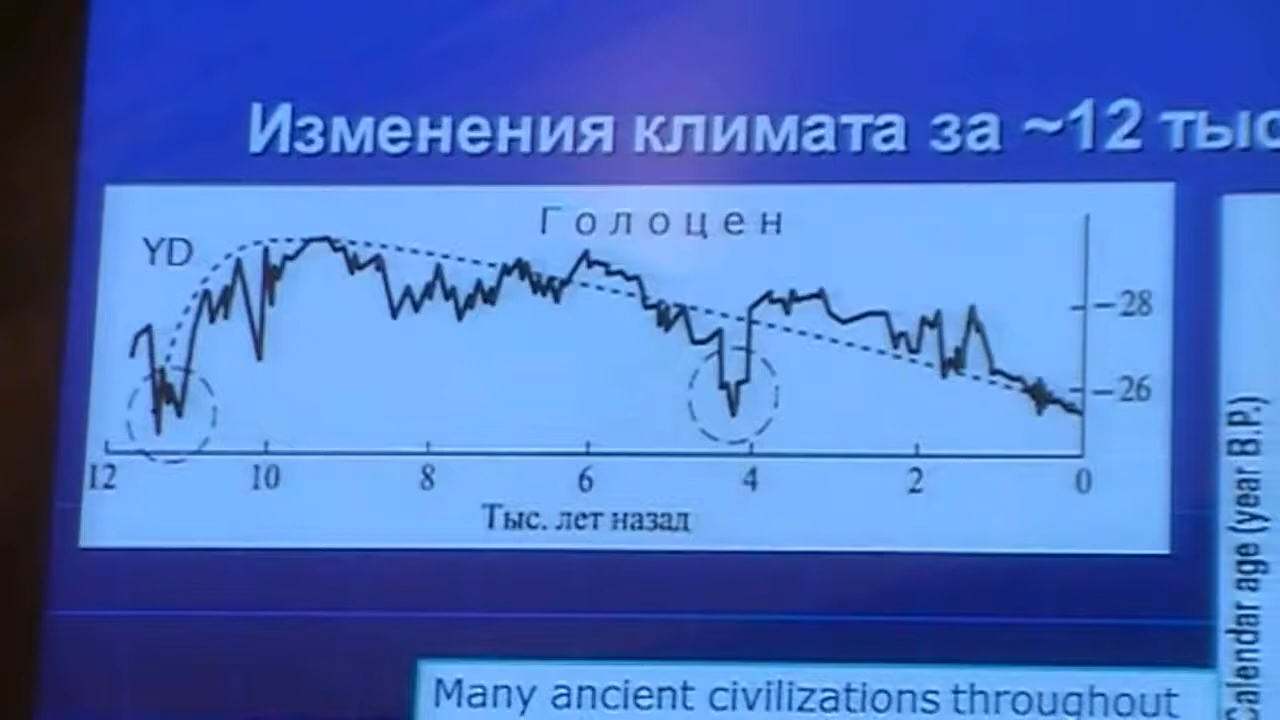 Изменения климата за ~12 тыс
Голоцен
YD
–28
–26
12 10 8 6 4 2 0
Тыс. лет назад
Calendar age (year B.P.)
Many ancient civilizations throughout